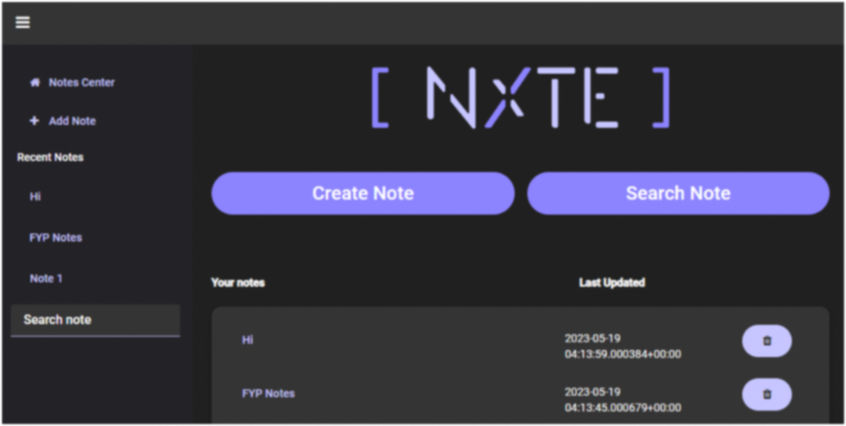 Notes Center
Add Note
Recent Notes
Hi
FYP Notes
Note 1
Search note
[ NXTE ]
Create Note
Search Note
Your notes
Last Updated
Hi
2023-05-19
04:13:59.000384+00:00
FYP Notes
2023-05-19
04:13:45.000679+00:00